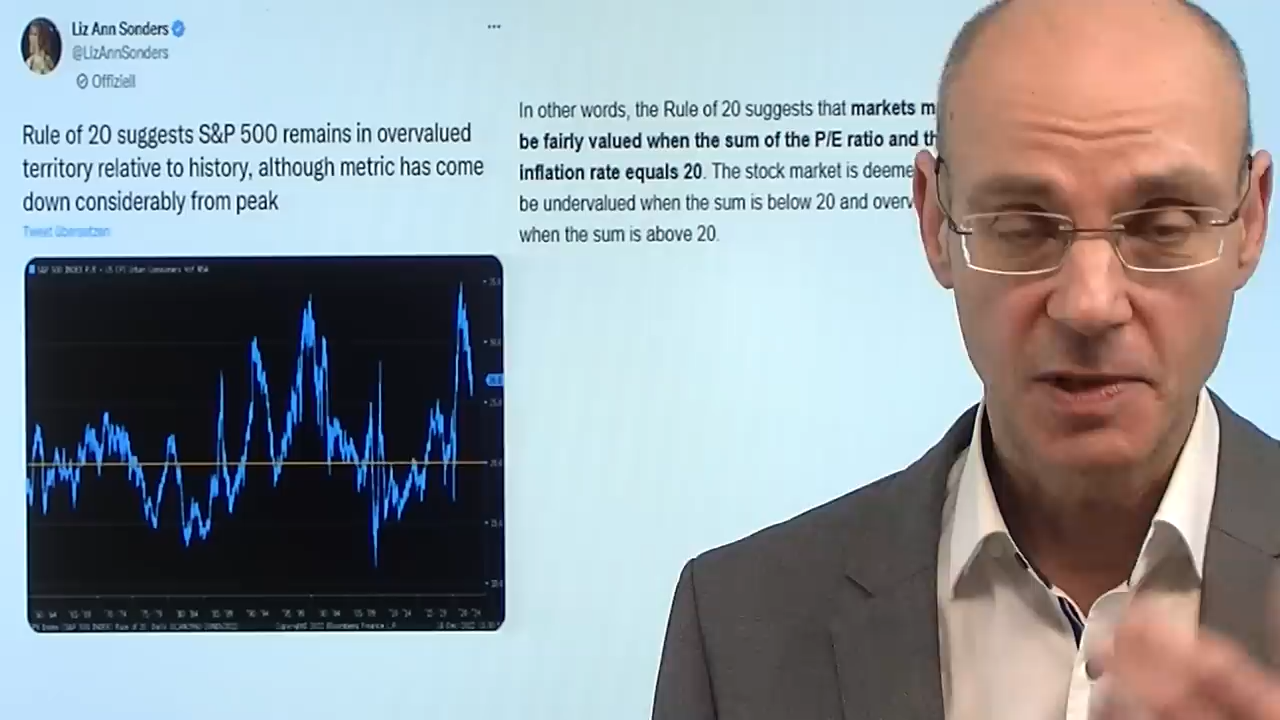 Liz Ann Sonders
@LizAnnSonders
Offiziell
Rule of 20 suggests S&P 500 remains in overvalued
territory relative to history, although metric has come
down considerably from peak
Tweet übersetzen
In other words, the Rule of 20 suggests that markets m
be fairly valued when the sum of the P/E ratio and th
inflation rate equals 20. The stock market is deeme
be undervalued when the sum is below 20 and overv
when the sum is above 20.